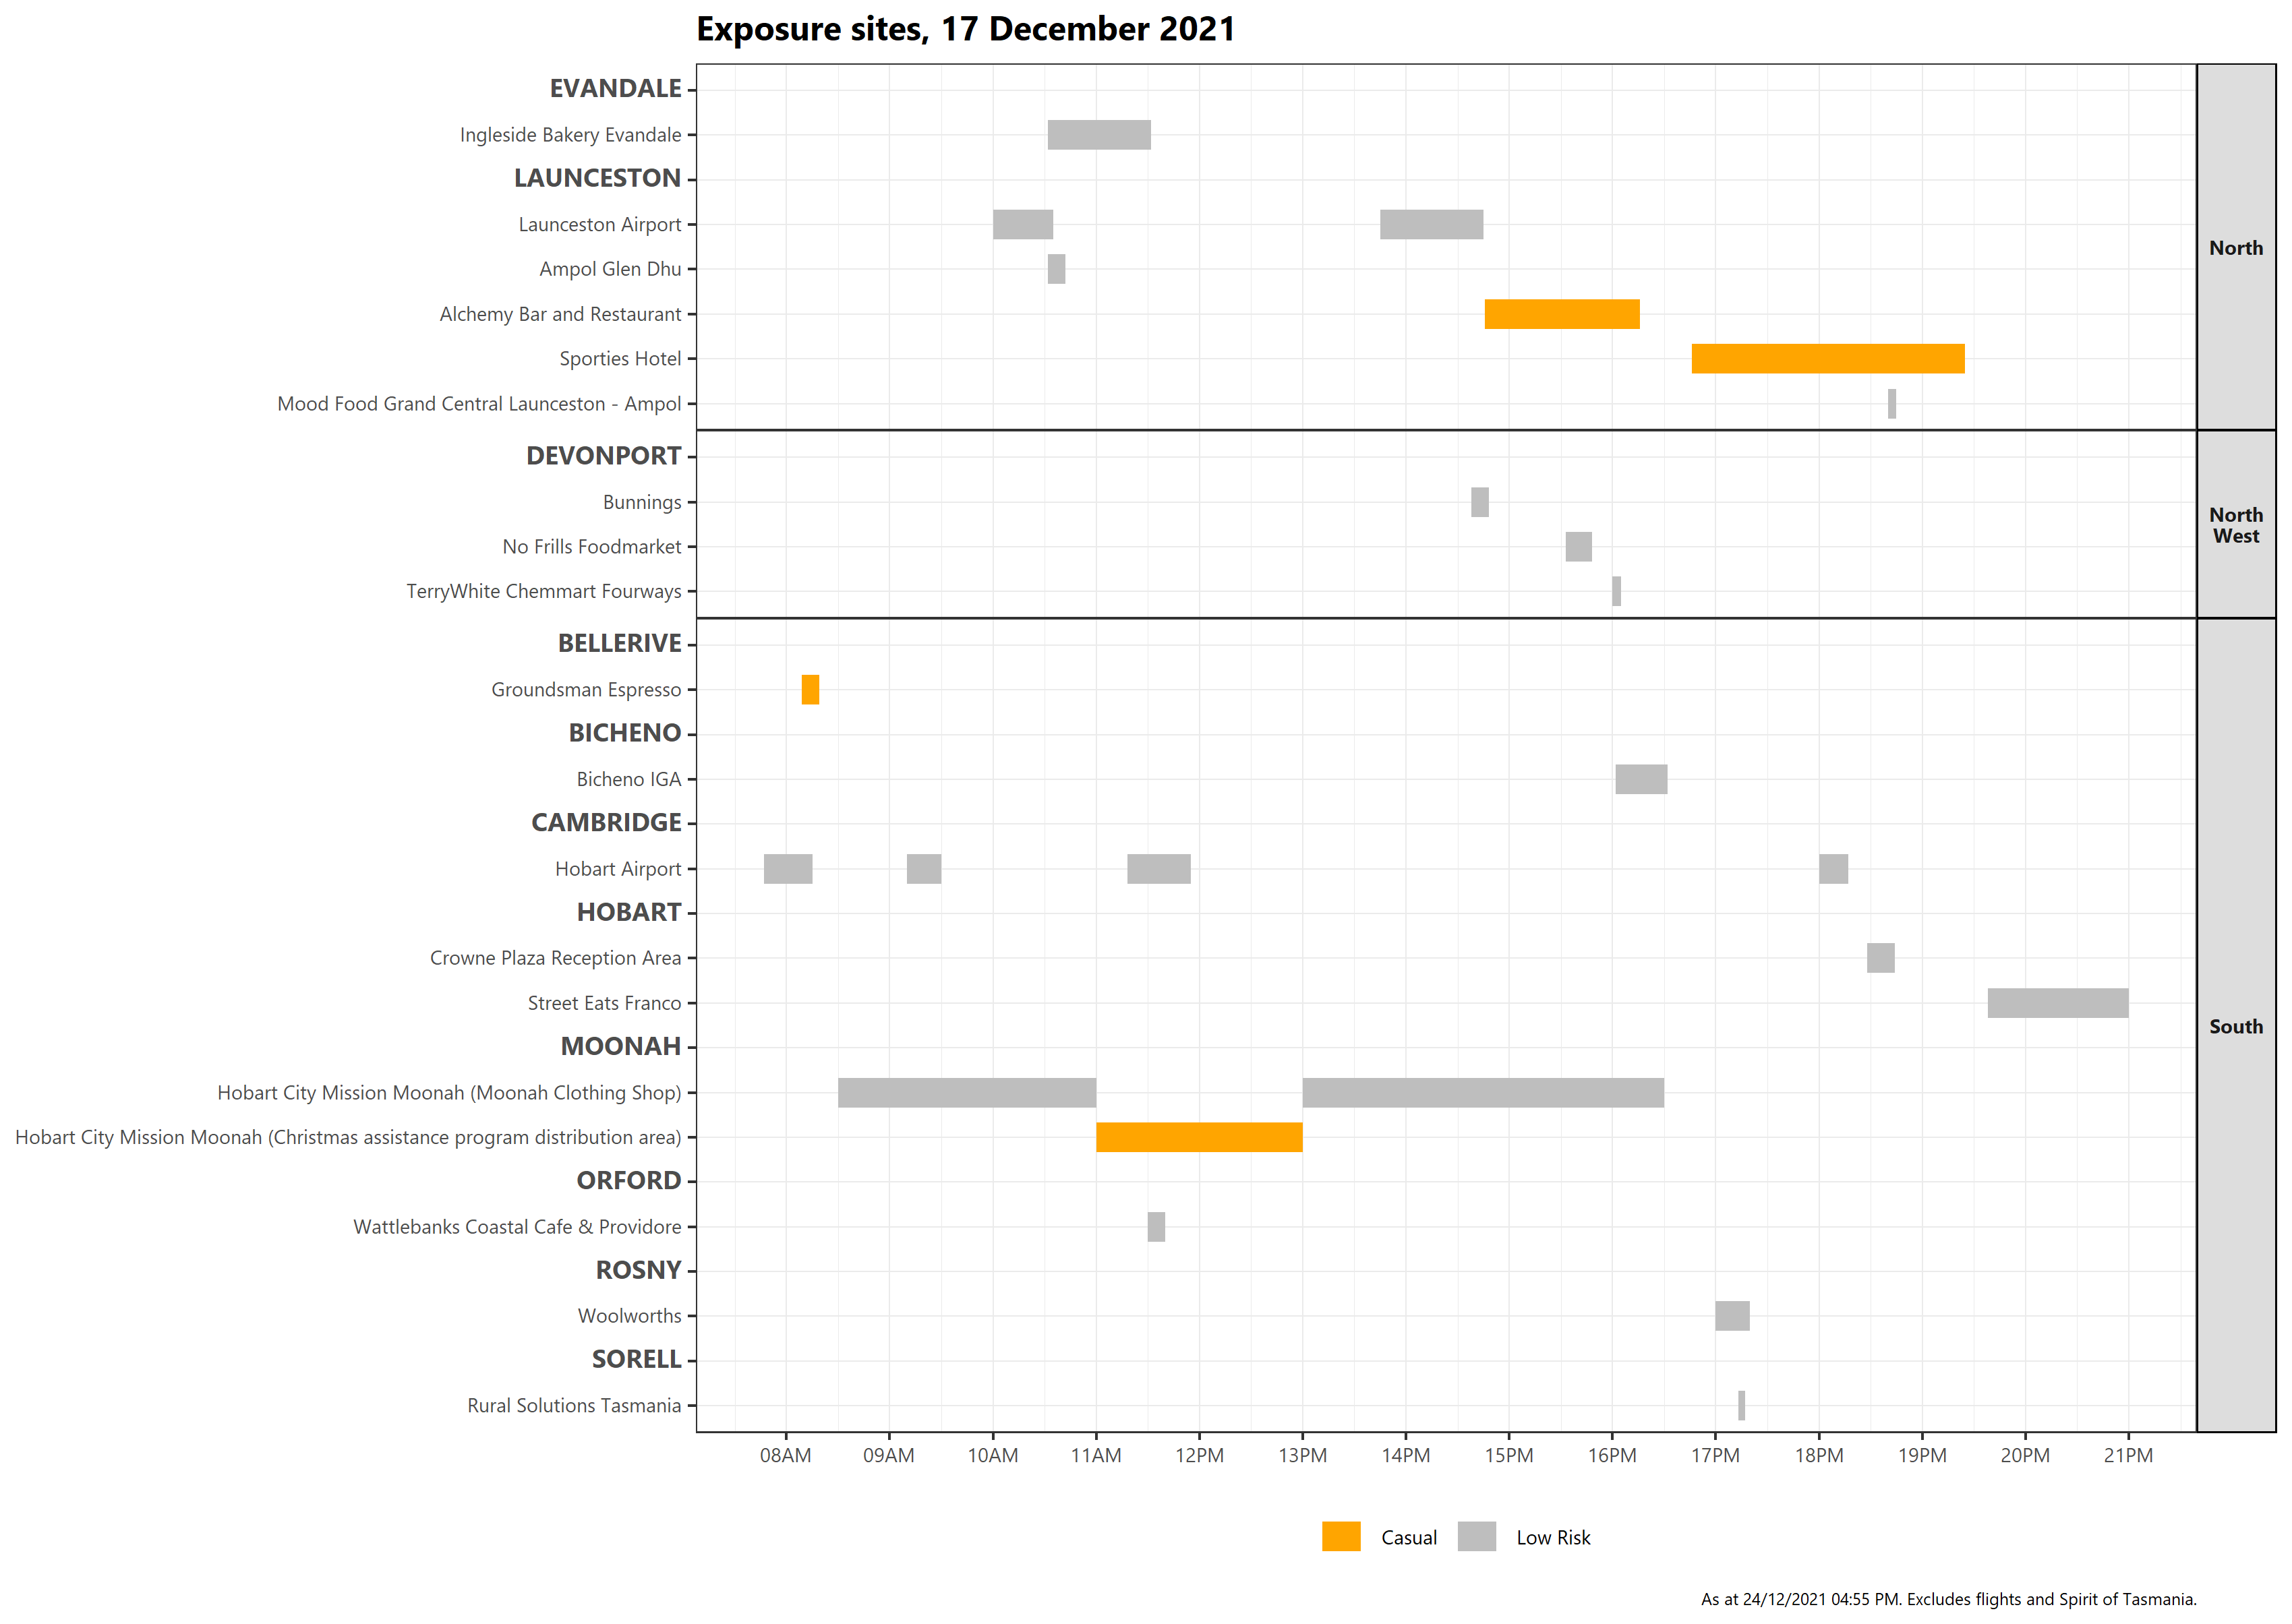 Exposure sites, 17 December 2021
EVANDALE
Ingleside Bakery Evandale
LAUNCESTON
Launceston Airport
Ampol Glen Dhu
Alchemy Bar and Restaurant
Sporties Hotel
Mood Food Grand Central Launceston - Ampol
North
DEVONPORT
Bunnings
No Frills Foodmarket
TerryWhite Chemmart Fourways
North
West
BELLERIVE
Groundsman Espresso
BICHENO
Bicheno IGA
CAMBRIDGE
Hobart Airport
HOBART
Crowne Plaza Reception Area
Street Eats Franco
MOONAH
Hobart City Mission Moonah (Moonah Clothing Shop)
Hobart City Mission Moonah (Christmas assistance program distribution area)
ORFORD
Wattlebanks Coastal Cafe & Providore
ROSNY
Woolworths
SORELL
Rural Solutions Tasmania
South
08AM 09AM 10AM 11AM 12PM 13PM 14PM 15PM 16PM 17PM 18PM 19PM 20PM 21PM
Casual Low Risk
As at 24/12/2021 04:55 PM. Excludes flights and Spirit of Tasmania.